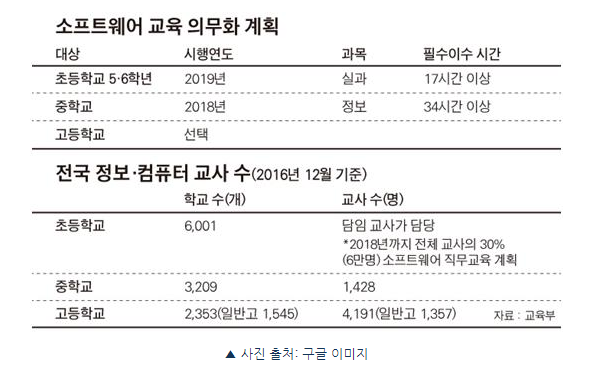 소프트웨어 교육 의무화 계획
대상 시행연도 과목 필수이수 시간
초등학교 5·6학년 2019년 실과 17시간 이상
중학교 2018년 정보 34시간 이상
고등학교 선택
전국 정보·컴퓨터 교사 수(2016년 12월 기준)
학교 수(개) 교사 수(명)
초등학교 6,001 담임 교사가 담당
*2018년까지 전체 교사의 30%
(6만명) 소프트웨어 직무교육 계획
중학교 3,209 1,428
고등학교 2,353(일반고 1,545) 4,191(일반고 1,357) 자료 : 교육부
▲ 사진 출처: 구글 이미지